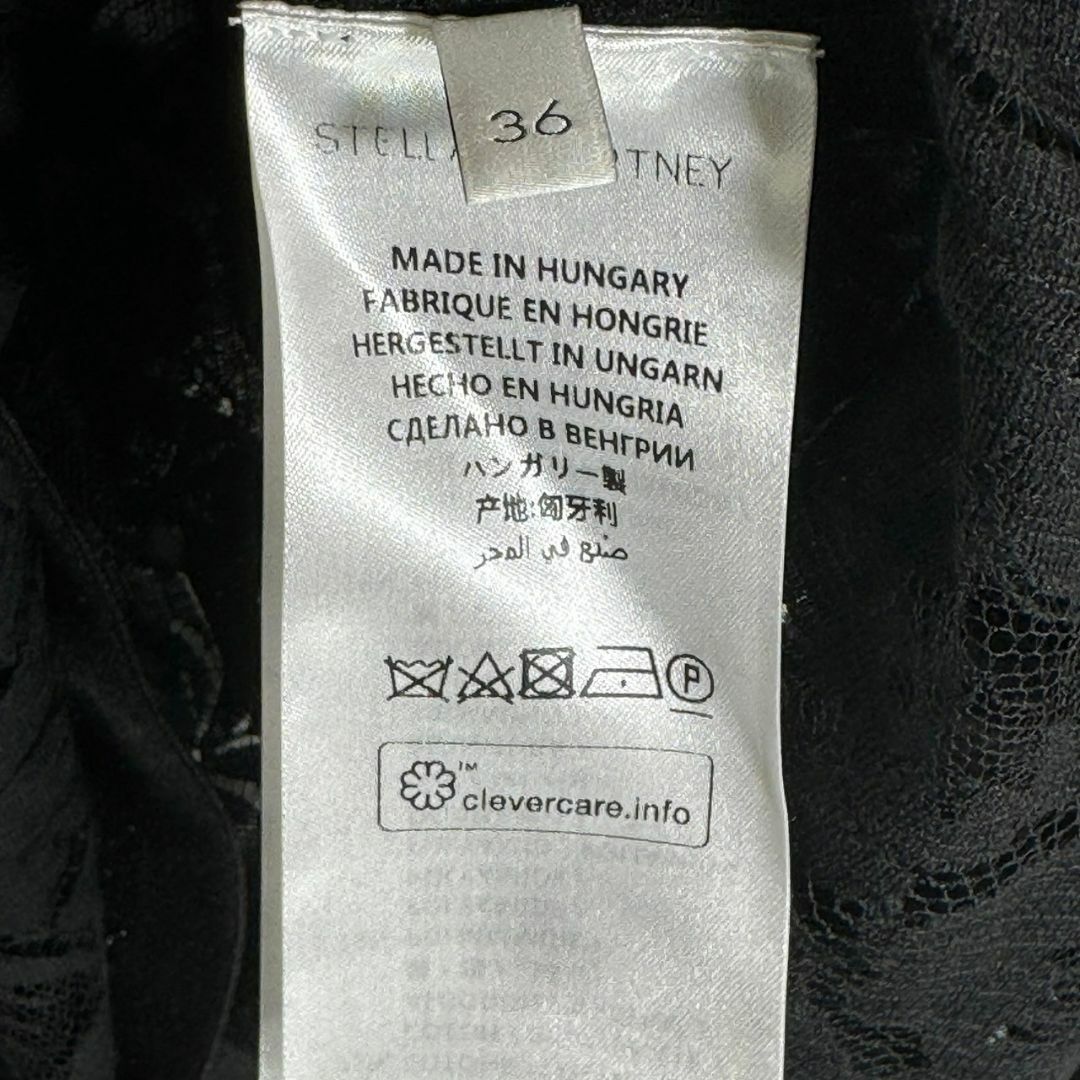 36
STELL TNEY
MADE IN HUNGARY
FABRIQUE EN HONGRIE
HERGESTELLT IN UNGARN
HECHO EN HUNGRIA
СДЕЛАНО В ВЕНГРИИ
ハンガリー製
产地:匈牙利
صنع في المجر
P
TM
clevercare.info